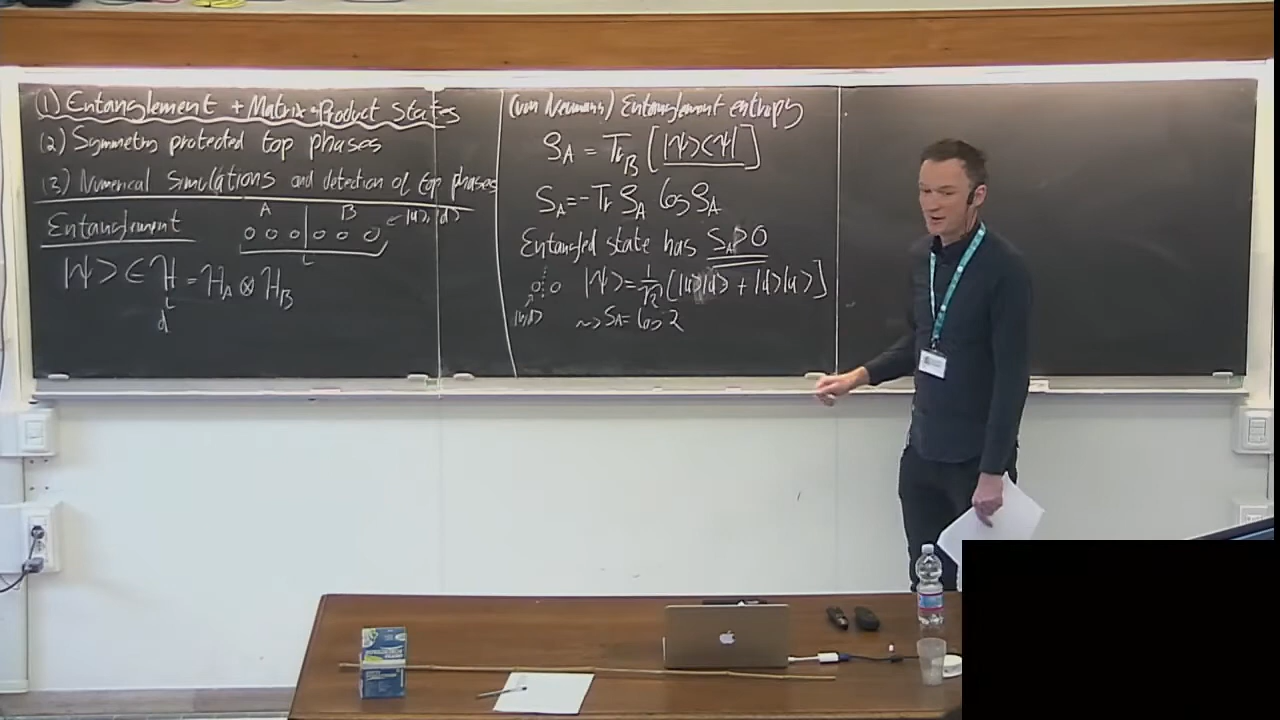 (1) Entanglement + Matrix-Product States
(2) Symmetry protected top phases
(3) Numerical simulations and detection of top phases
Entanglement
A B
|u⟩, |d⟩
L
|ψ⟩ ∈ H = H_A ⊗ H_B
d^L
(von Neumann) Entanglement entropy
ρ_A = Tr_B [|ψ⟩⟨ψ|]
S_A = -Tr ρ_A log ρ_A
Entangled state has S_A > 0
|ψ⟩ = 1/√2 [|u⟩|d⟩ + |d⟩|u⟩]
⇝ S_A = log 2